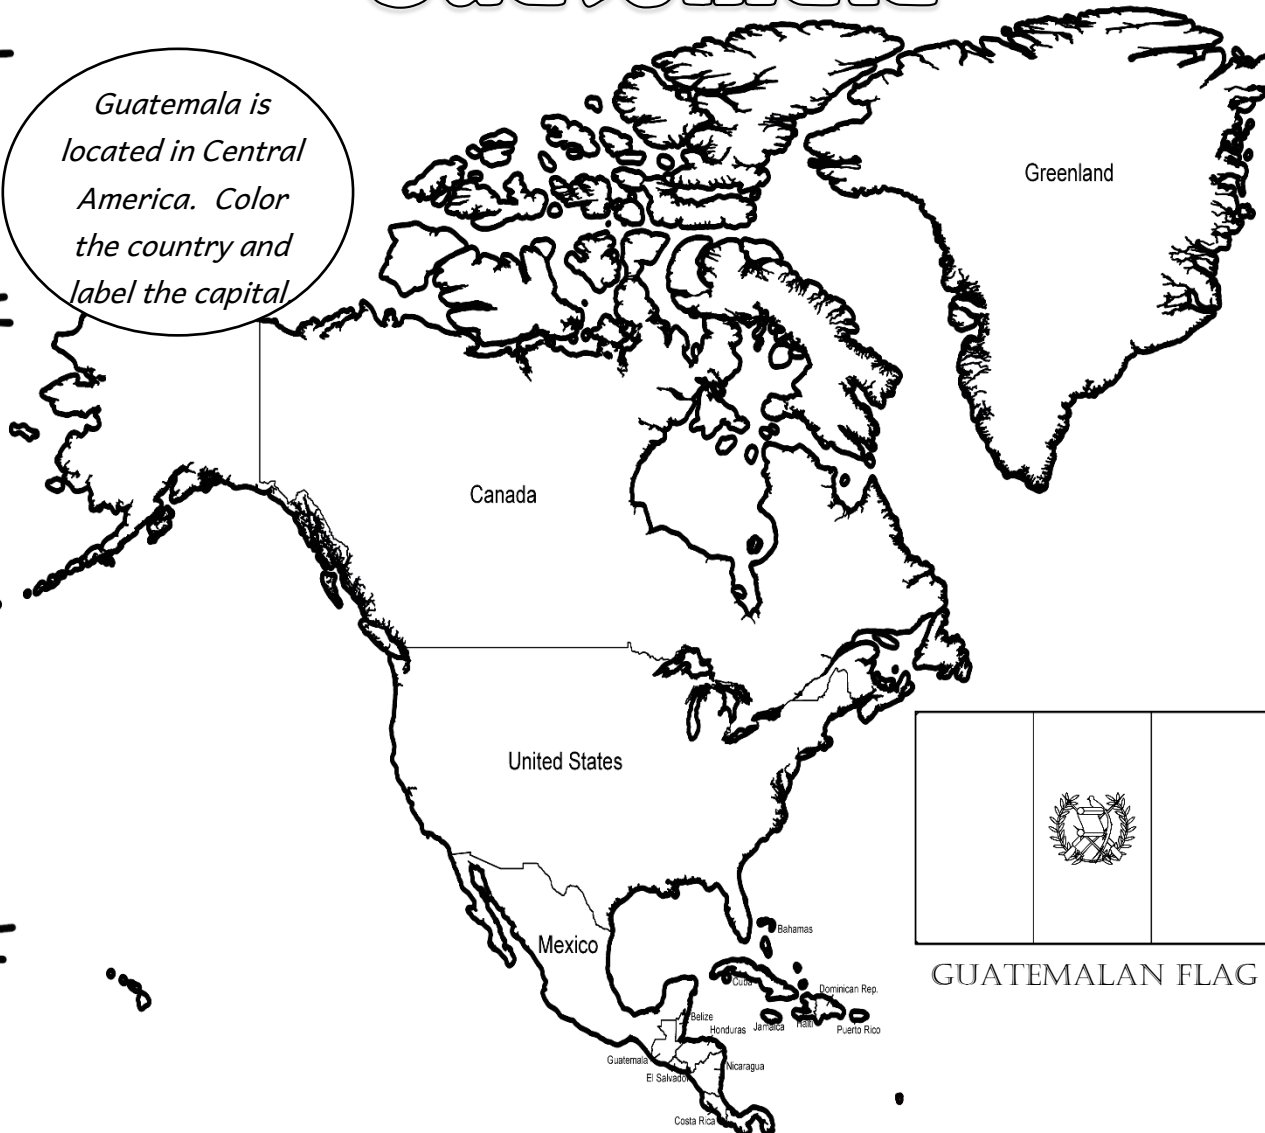 Guatemala is
located in Central
America. Color
the country and
label the capital.
Greenland
Canada
United States
Mexico
Bahamas
Cuba
Dominican Rep.
Haiti
Jamaica
Puerto Rico
Belize
Honduras
Guatemala
Nicaragua
El Salvador
Costa Rica
GUATEMALAN FLAG